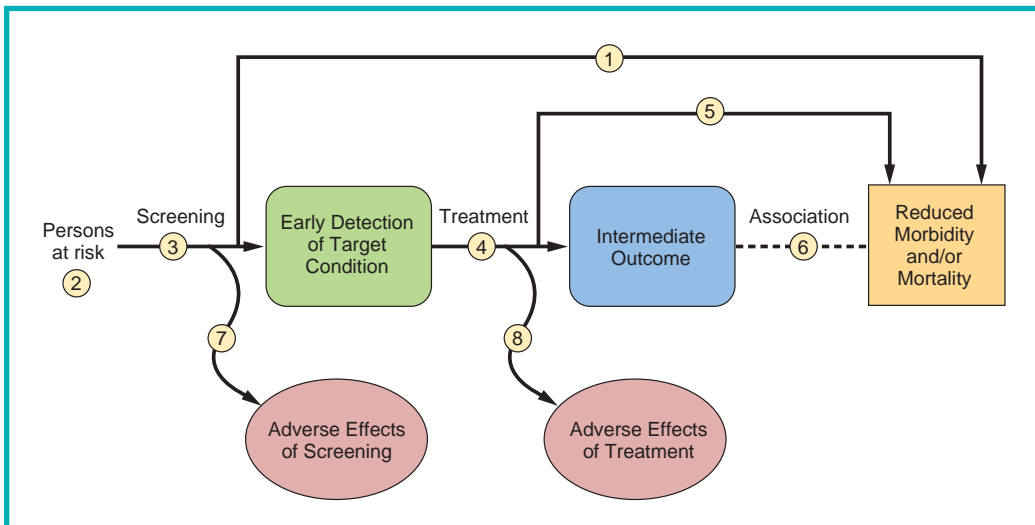 1
5
Screening
Persons
at risk
2
3
Early Detection
of Target
Condition
Treatment
4
Intermediate
Outcome
Association
6
Reduced
Morbidity
and/or
Mortality
7
8
Adverse Effects
of Screening
Adverse Effects
of Treatment